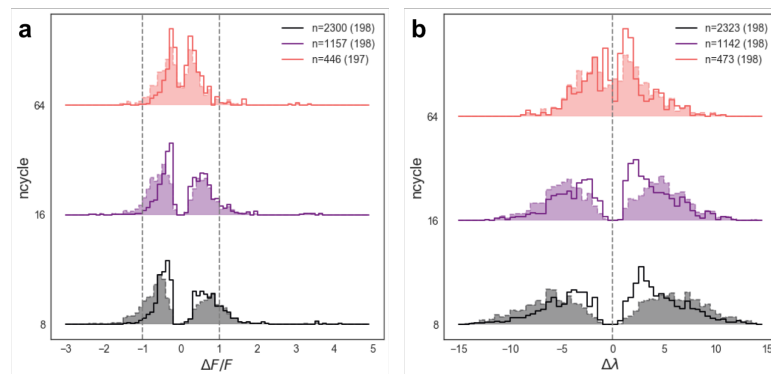 a
n=2300 (198)
n=1157 (198)
n=446 (197)
ncycle
64
16
8
−3 −2 −1 0 1 2 3 4 5
ΔF/F
b
n=2323 (198)
n=1142 (198)
n=473 (198)
ncycle
64
16
8
−15 −10 −5 0 5 10 15
Δλ